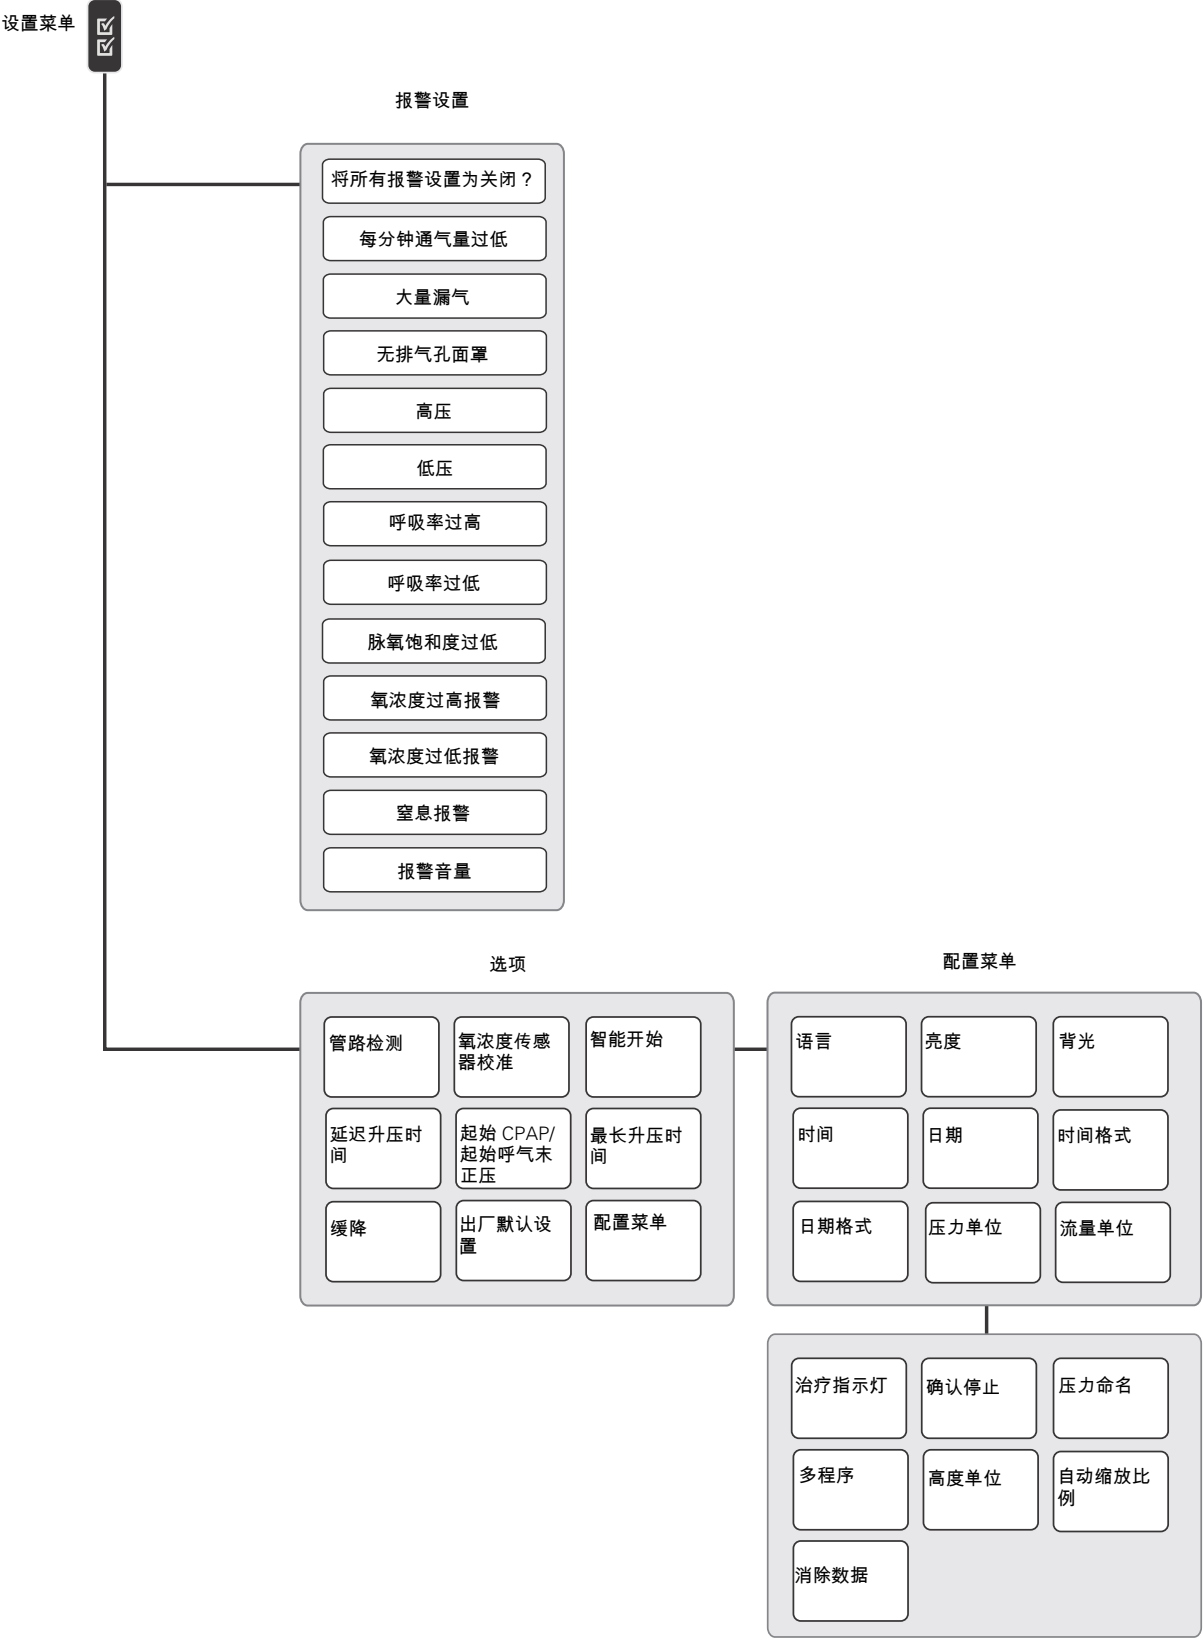 设置菜单
报警设置
将所有报警设置为关闭？
每分钟通气量过低
大量漏气
无排气孔面罩
高压
低压
呼吸率过高
呼吸率过低
脉氧饱和度过低
氧浓度过高报警
氧浓度过低报警
窒息报警
报警音量
选项
管路检测
氧浓度传感
器校准
智能开始
延迟升压时
间
起始 CPAP/
起始呼气末
正压
最长升压时
间
缓降
出厂默认设
置
配置菜单
配置菜单
语言
亮度
背光
时间
日期
时间格式
日期格式
压力单位
流量单位
治疗指示灯
确认停止
压力命名
多程序
高度单位
自动缩放比
例
消除数据